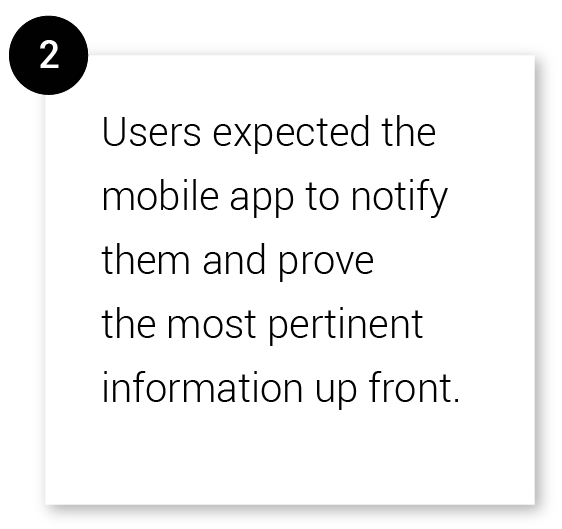 2
Users expected the
mobile app to notify
them and prove
the most pertinent
information up front.